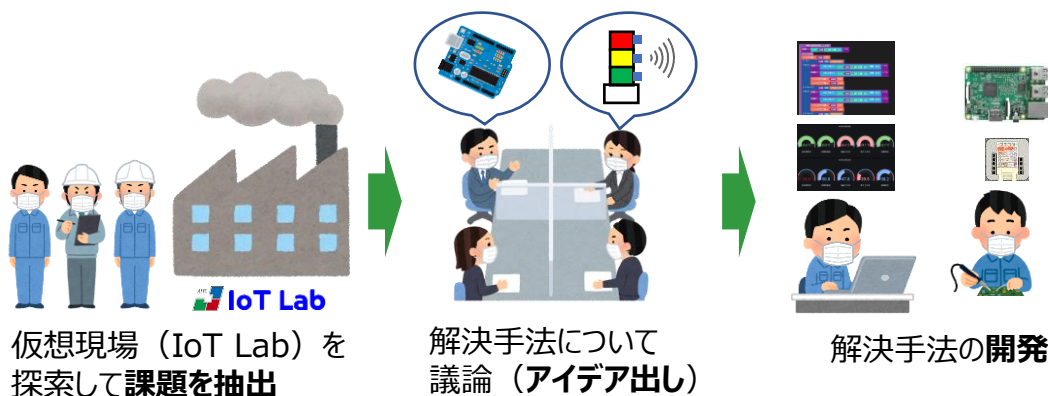 IoT Lab
仮想現場（IoT Lab）を
探索して課題を抽出
解決手法について
議論（アイデア出し）
解決手法の開発